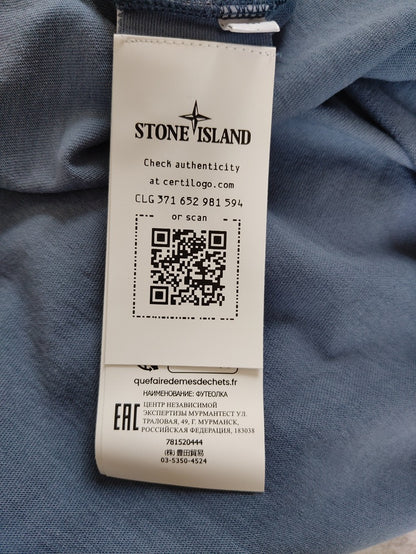 STONE ISLAND
Check authenticity
at certilogo.com
CLG 371 652 981 594
or scan
quefairedemesdechets.fr
НАИМЕНОВАНИЕ: ФУТБОЛКА
EAC
ЦЕНТР НЕЗАВИСИМОЙ
ЭКСПЕРТИЗЫ МУРМАНТЕСТ УЛ.
ТРАЛОВАЯ, 49, Г. МУРМАНСК,
РОССИЙСКАЯ ФЕДЕРАЦИЯ, 183038
781520444
(株) 豊田貿易
03-5350-4524